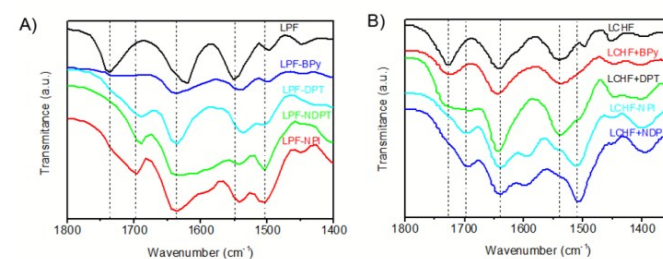 A)
LPF
LPF-BPy
LPF-DPT
LPF-NDPT
LPF-NPI
Transmitance (a.u.)
1800 1700 1600 1500 1400
Wavenumber (cm⁻¹)
B)
LCHF
LCHF+BPy
LCHF+DPT
LCHF-NPI
LCHF+NDP
Transmitance (a.u.)
1800 1700 1600 1500 1400
Wavenumber (cm⁻¹)